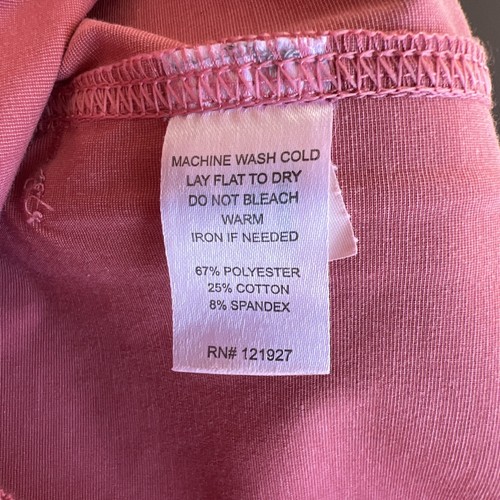 MACHINE WASH COLD
LAY FLAT TO DRY
DO NOT BLEACH
WARM
IRON IF NEEDED
67% POLYESTER
25% COTTON
8% SPANDEX
RN# 121927